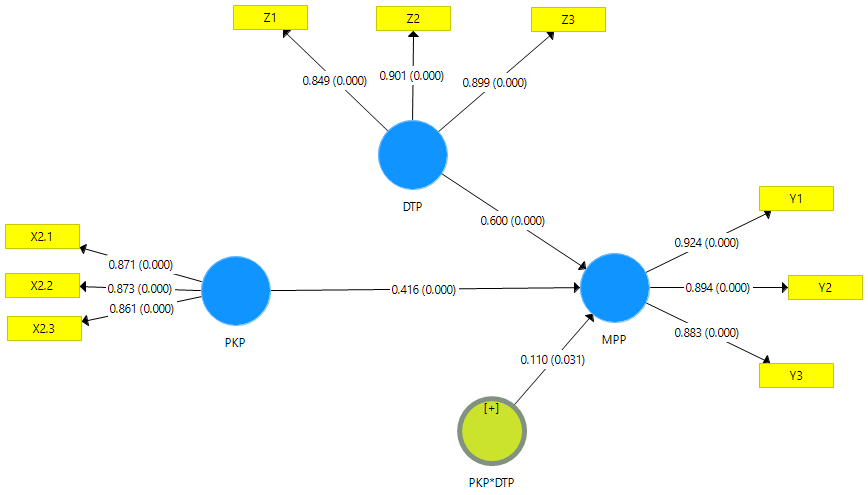 Z1
Z2
Z3
0.849 (0.000)
0.901 (0.000)
0.899 (0.000)
DTP
Y1
0.600 (0.000)
X2.1
0.924 (0.000)
0.871 (0.000)
X2.2
0.873 (0.000)
0.416 (0.000)
0.894 (0.000)
Y2
0.861 (0.000)
X2.3
0.883 (0.000)
PKP
MPP
0.110 (0.031)
Y3
[+]
PKP*DTP